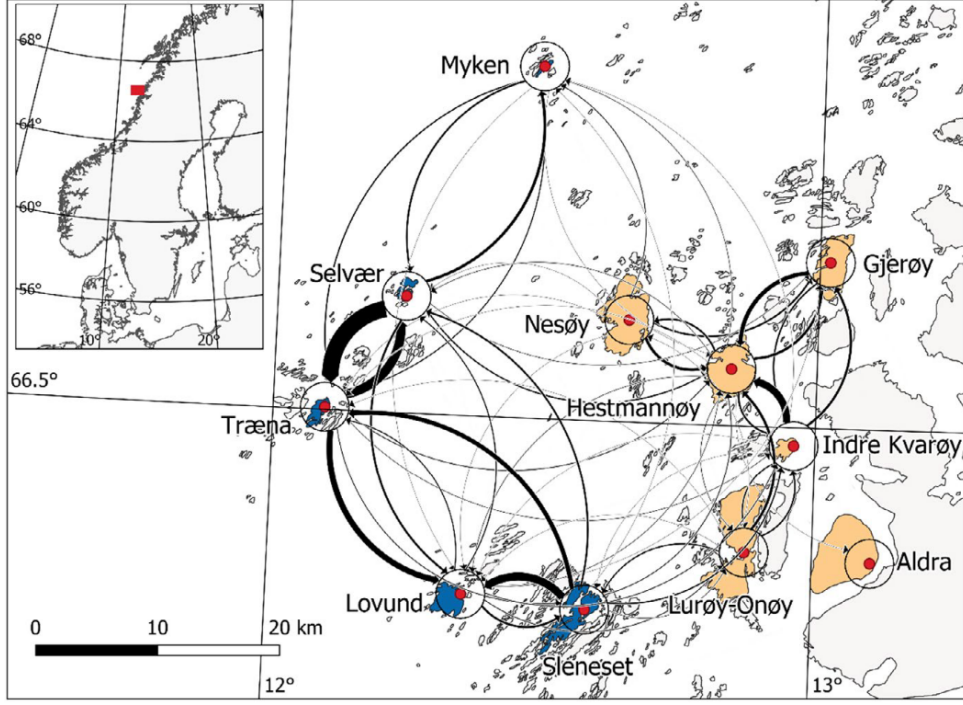 68°
64°
60°
56°
10°
20°
Myken
Selvær
Gjerøy
Nesøy
66.5°
Hestmannøy
Træna
Indre Kvarøy
Aldra
Lovund
Lurøy-Onøy
0 10 20 km
Sleneset
12°
13°